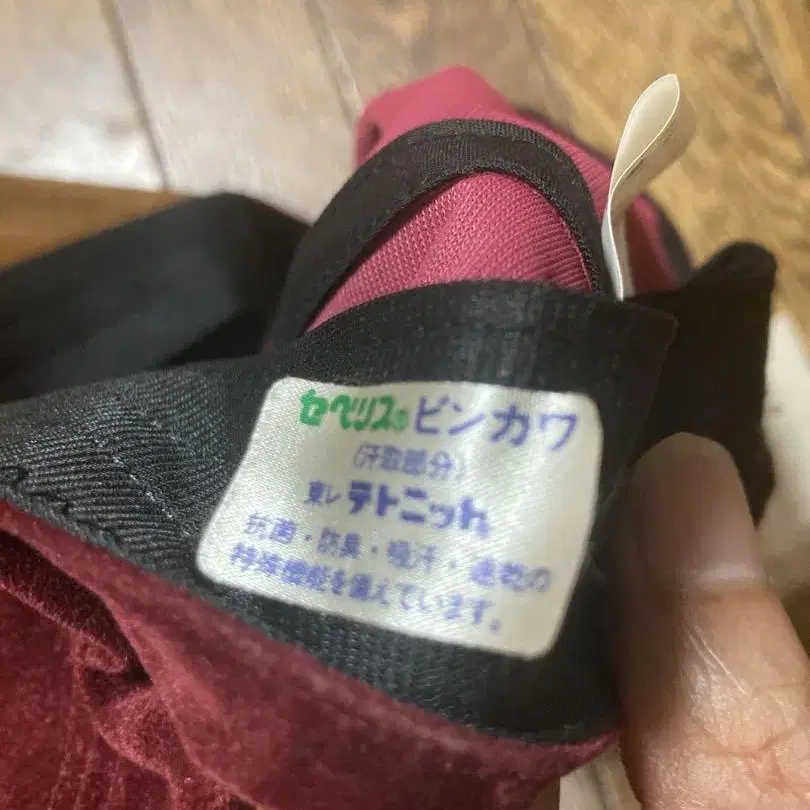 セベリス® ビンカワ
(汗取部分)
東レ テトニット®
抗菌・防臭・吸汗・速乾の
特殊機能を備えています。